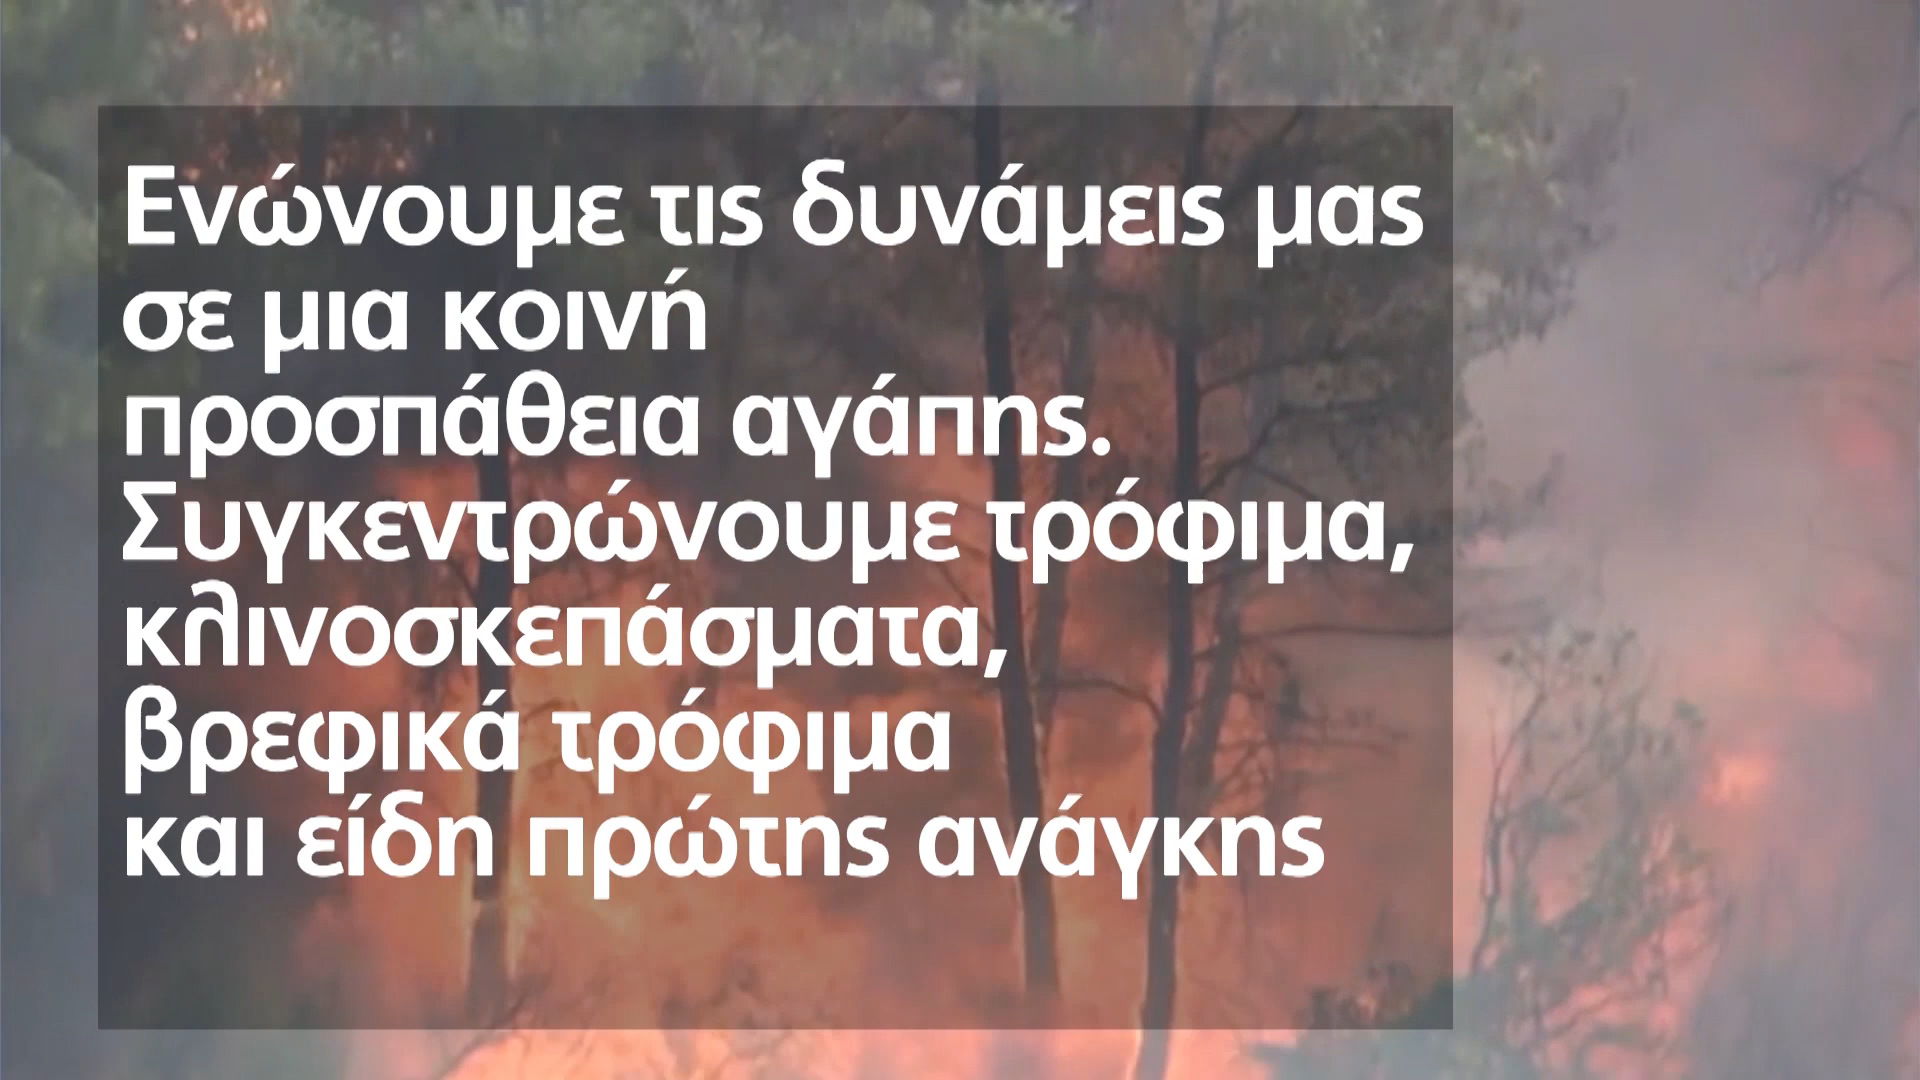 Ενώνουμε τις δυνάμεις μας
σε μια κοινή
προσπάθεια αγάπης.
Συγκεντρώνουμε τρόφιμα,
κλινοσκεπάσματα,
βρεφικά τρόφιμα
και είδη πρώτης ανάγκης